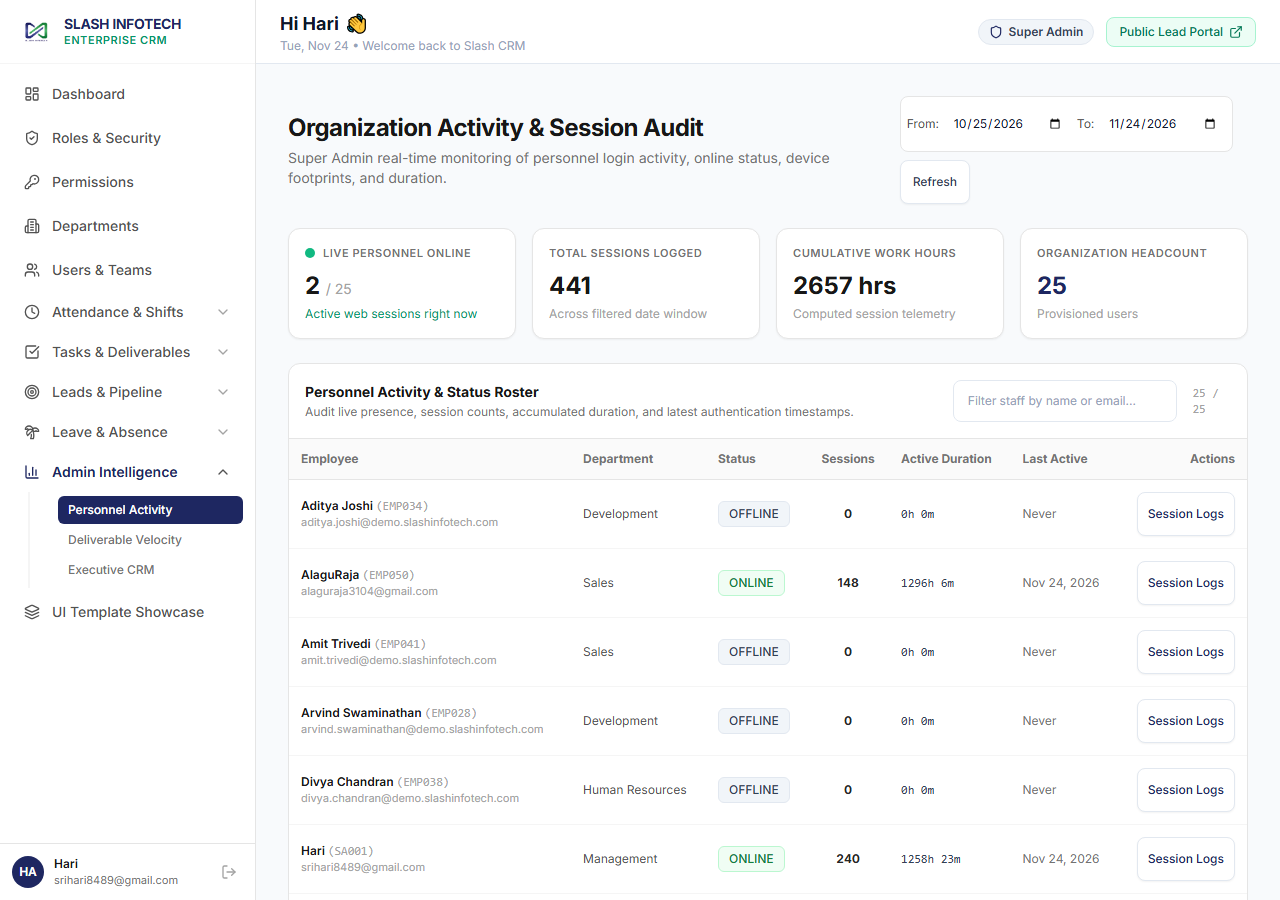 SLASH INFOTECH
ENTERPRISE CRM
Hi Hari 👋
Tue, Nov 24 • Welcome back to Slash CRM
Super Admin
Public Lead Portal
Dashboard
Roles & Security
Permissions
Departments
Users & Teams
Attendance & Shifts
Tasks & Deliverables
Leads & Pipeline
Leave & Absence
Admin Intelligence
Personnel Activity
Deliverable Velocity
Executive CRM
UI Template Showcase
HA
Hari
srihari8489@gmail.com
Organization Activity & Session Audit
Super Admin real-time monitoring of personnel login activity, online status, device
footprints, and duration.
From: 10/25/2026 To: 11/24/2026
Refresh
LIVE PERSONNEL ONLINE
2 / 25
Active web sessions right now
TOTAL SESSIONS LOGGED
441
Across filtered date window
CUMULATIVE WORK HOURS
2657 hrs
Computed session telemetry
ORGANIZATION HEADCOUNT
25
Provisioned users
Personnel Activity & Status Roster
Audit live presence, session counts, accumulated duration, and latest authentication timestamps.
Filter staff by name or email...
25 /
25
Employee Department Status Sessions Active Duration Last Active Actions
Aditya Joshi (EMP034)
aditya.joshi@demo.slashinfotech.com
Development OFFLINE 0 0h 0m Never Session Logs
AlaguRaja (EMP050)
alaguraja3104@gmail.com
Sales ONLINE 148 1296h 6m Nov 24, 2026 Session Logs
Amit Trivedi (EMP041)
amit.trivedi@demo.slashinfotech.com
Sales OFFLINE 0 0h 0m Never Session Logs
Arvind Swaminathan (EMP028)
arvind.swaminathan@demo.slashinfotech.com
Development OFFLINE 0 0h 0m Never Session Logs
Divya Chandran (EMP038)
divya.chandran@demo.slashinfotech.com
Human Resources OFFLINE 0 0h 0m Never Session Logs
Hari (SA001)
srihari8489@gmail.com
Management ONLINE 240 1258h 23m Nov 24, 2026 Session Logs